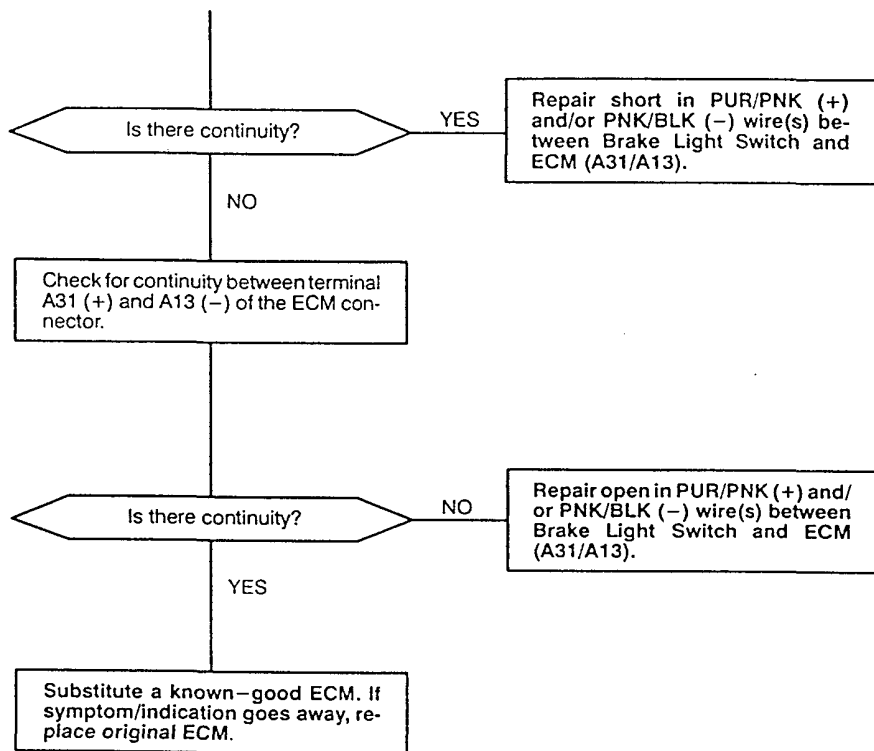 Is there continuity?
YES
Repair short in PUR/PNK (+)
and/or PNK/BLK (−) wire(s) be-
tween Brake Light Switch and
ECM (A31/A13).
NO
Check for continuity between terminal
A31 (+) and A13 (−) of the ECM con-
nector.
Is there continuity?
NO
Repair open in PUR/PNK (+) and/
or PNK/BLK (−) wire(s) between
Brake Light Switch and ECM
(A31/A13).
YES
Substitute a known−good ECM. If
symptom/indication goes away, re-
place original ECM.